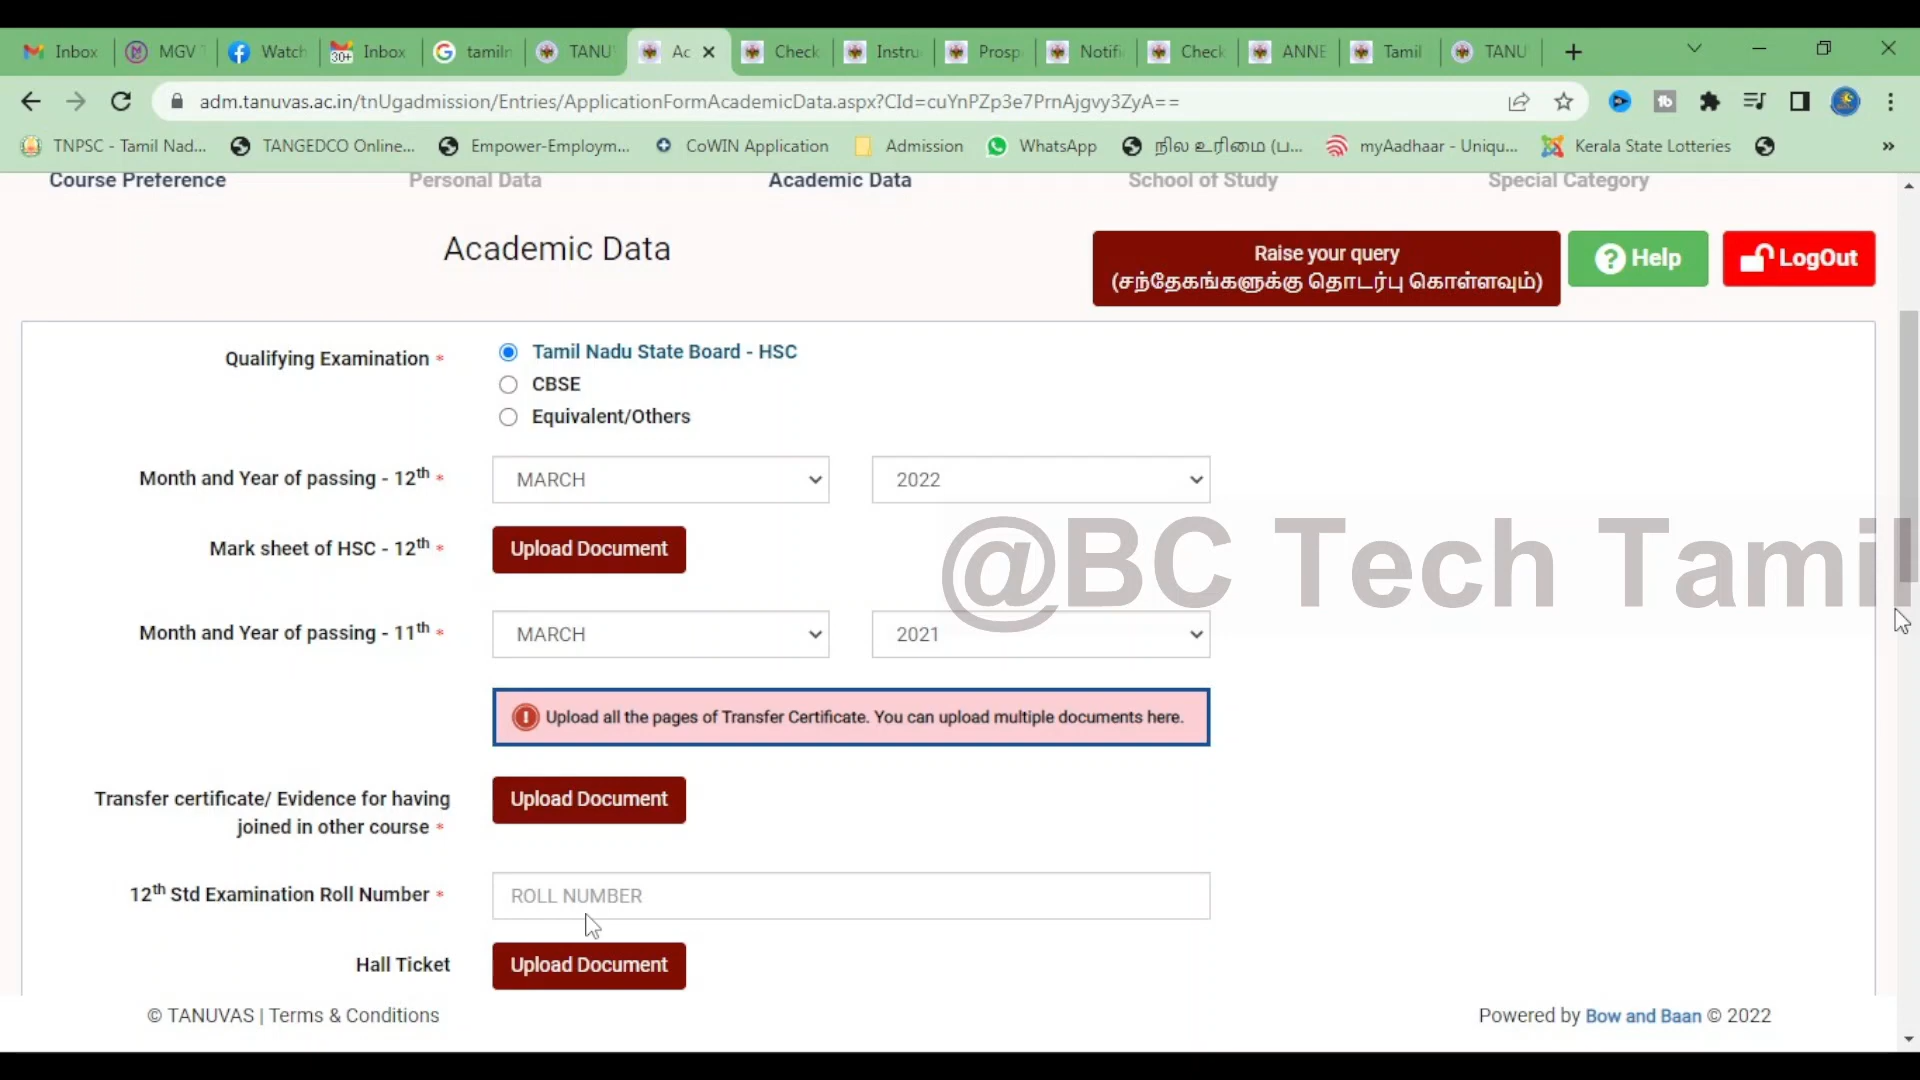 Inbox MGV T Watch Inbox tamiln TANU Ac Check Instru Prosp Notifi Check ANNE Tamil TANU
30+
adm.tanuvas.ac.in/tnUgadmission/Entries/ApplicationFormAcademicData.aspx?CId=cuYnPZp3e7PrnAjgvy3ZyA==
TNPSC - Tamil Nad... TANGEDCO Online... Empower-Employm... CoWIN Application Admission WhatsApp நில உரிமை (ப... myAadhaar - Uniqu... Kerala State Lotteries »
Course Preference Personal Data Academic Data School of Study Special Category
Academic Data
Raise your query
(சந்தேகங்களுக்கு தொடர்பு கொள்ளவும்)
Help
LogOut
Qualifying Examination *
Tamil Nadu State Board - HSC
CBSE
Equivalent/Others
Month and Year of passing - 12th * MARCH 2022
Mark sheet of HSC - 12th * Upload Document
@BC Tech Tamil
Month and Year of passing - 11th * MARCH 2021
Upload all the pages of Transfer Certificate. You can upload multiple documents here.
Transfer certificate/ Evidence for having
joined in other course *
Upload Document
12th Std Examination Roll Number * ROLL NUMBER
Hall Ticket Upload Document
© TANUVAS | Terms & Conditions Powered by Bow and Baan © 2022